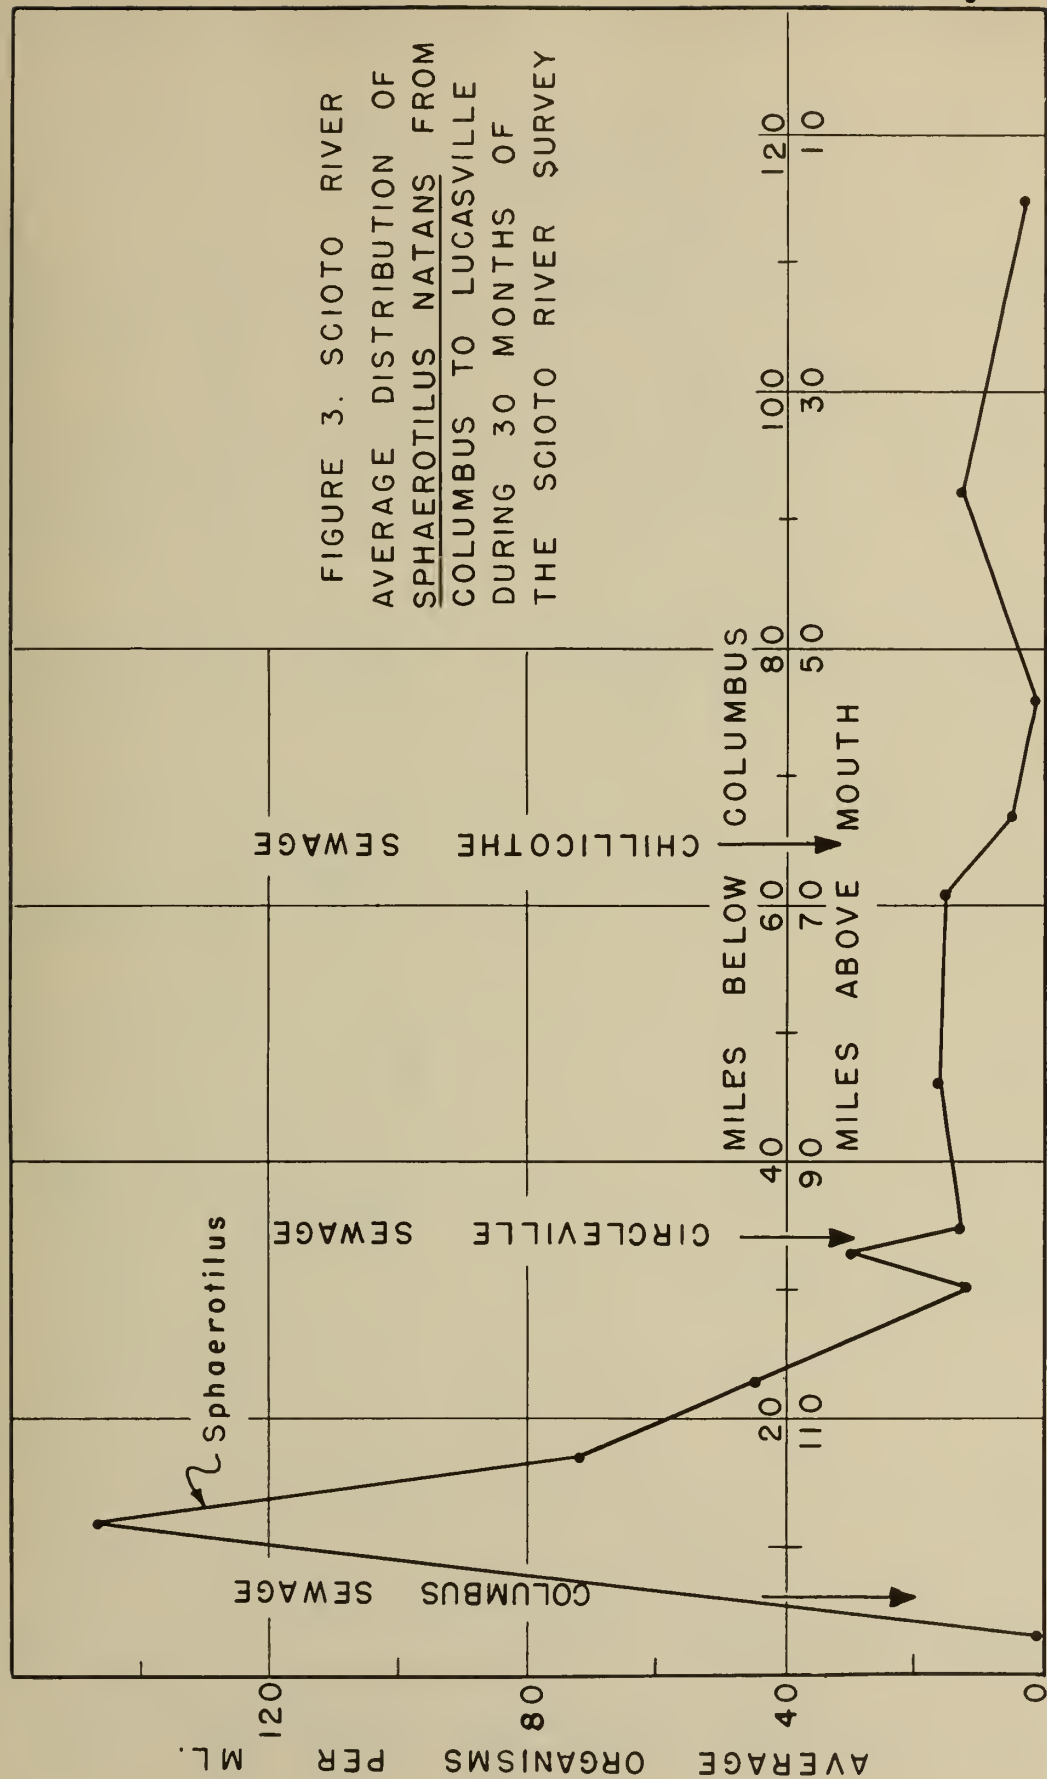 FIGURE 3. SCIOTO RIVER
AVERAGE DISTRIBUTION OF
SPHAEROTILUS NATANS FROM
COLUMBUS TO LUCASVILLE
DURING 30 MONTHS OF
THE SCIOTO RIVER SURVEY
Sphaerotilus
COLUMBUS SEWAGE
CIRCLEVILLE SEWAGE
CHILLICOTHE SEWAGE
AVERAGE ORGANISMS PER ML.
120
80
40
0
MILES BELOW COLUMBUS
20 40 60 80 100 120
110 90 70 50 30 10
MILES ABOVE MOUTH